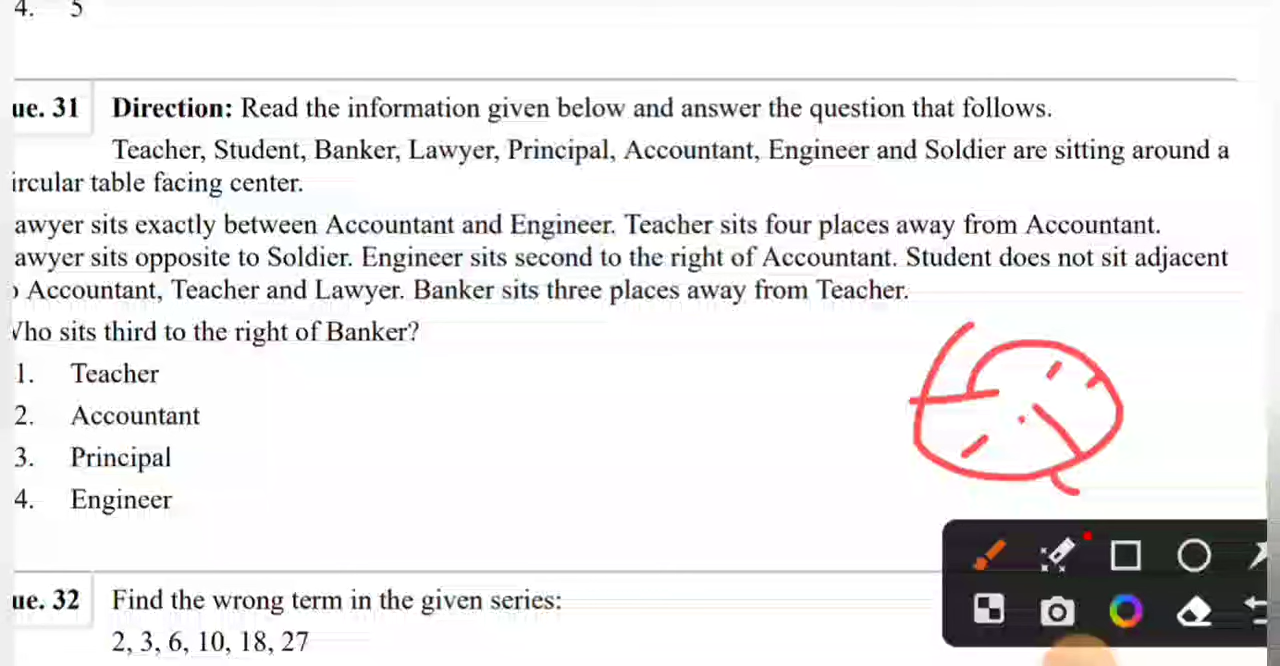 4. 5
ue. 31 Direction: Read the information given below and answer the question that follows.
Teacher, Student, Banker, Lawyer, Principal, Accountant, Engineer and Soldier are sitting around a
ircular table facing center.
awyer sits exactly between Accountant and Engineer. Teacher sits four places away from Accountant.
awyer sits opposite to Soldier. Engineer sits second to the right of Accountant. Student does not sit adjacent
Accountant, Teacher and Lawyer. Banker sits three places away from Teacher.
Who sits third to the right of Banker?
1. Teacher
2. Accountant
3. Principal
4. Engineer
ue. 32 Find the wrong term in the given series:
2, 3, 6, 10, 18, 27